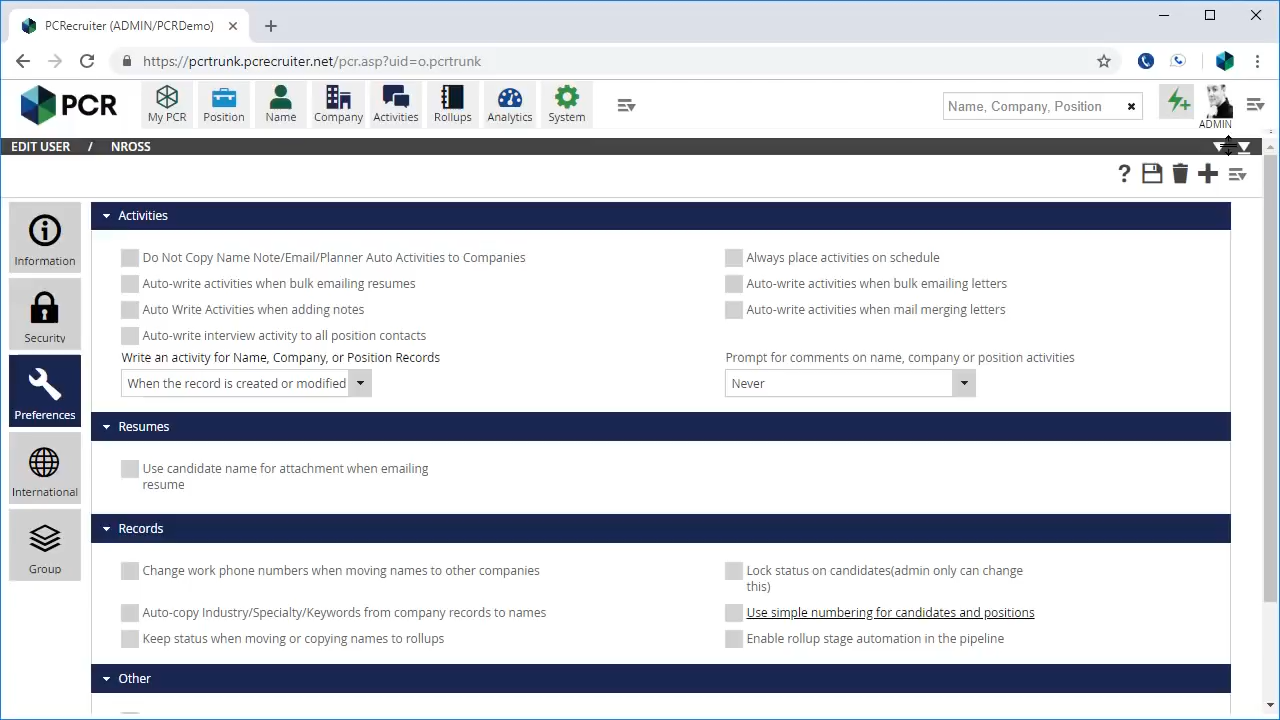 PCRecruiter (ADMIN/PCRDemo)
https://pcrtrunk.pcrecruiter.net/pcr.asp?uid=o.pcrtrunk
PCR
My PCR
Position
Name
Company
Activities
Rollups
Analytics
System
Name, Company, Position
ADMIN
EDIT USER / NROSS
?
Information
Security
Preferences
International
Group
Activities
Do Not Copy Name Note/Email/Planner Auto Activities to Companies
Always place activities on schedule
Auto-write activities when bulk emailing resumes
Auto-write activities when bulk emailing letters
Auto Write Activities when adding notes
Auto-write activities when mail merging letters
Auto-write interview activity to all position contacts
Write an activity for Name, Company, or Position Records
Prompt for comments on name, company or position activities
When the record is created or modified
Never
Resumes
Use candidate name for attachment when emailing
resume
Records
Change work phone numbers when moving names to other companies
Lock status on candidates(admin only can change
this)
Auto-copy Industry/Specialty/Keywords from company records to names
Use simple numbering for candidates and positions
Keep status when moving or copying names to rollups
Enable rollup stage automation in the pipeline
Other